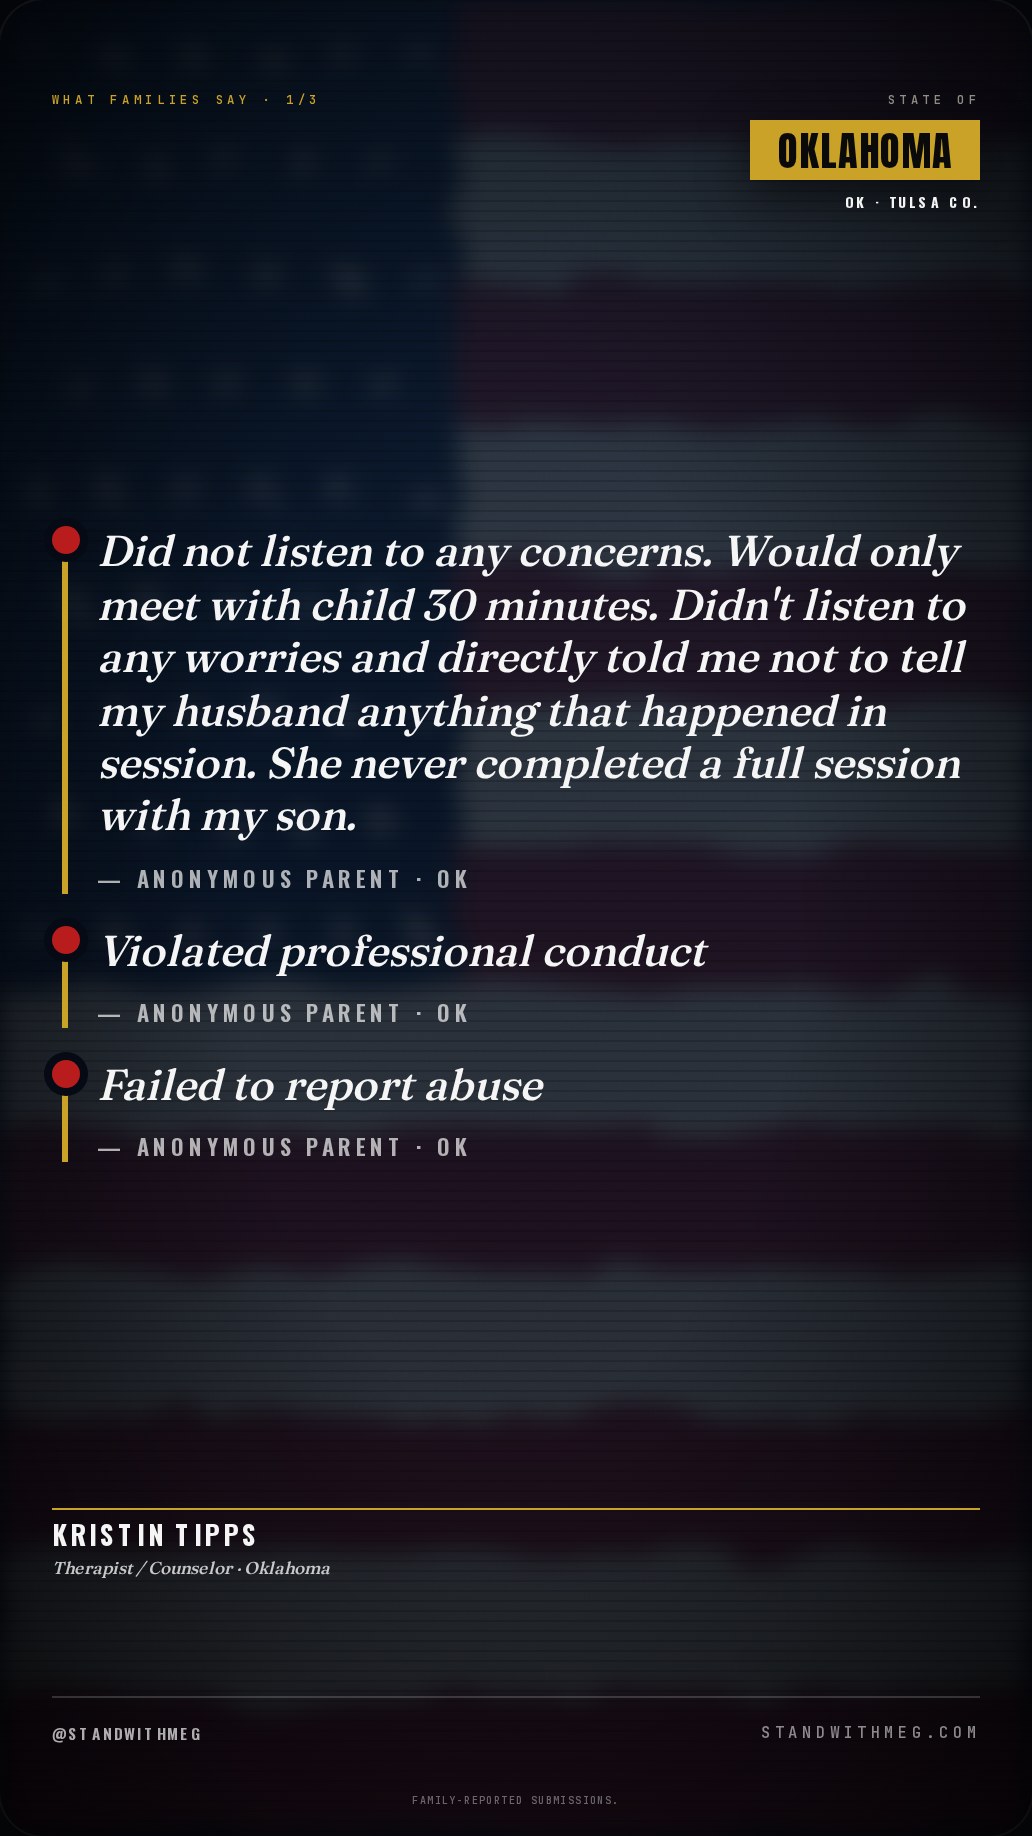 WHAT FAMILIES SAY · 1/3
STATE OF
OKLAHOMA
OK · TULSA CO.
Did not listen to any concerns. Would only
meet with child 30 minutes. Didn't listen to
any worries and directly told me not to tell
my husband anything that happened in
session. She never completed a full session
with my son.
— ANONYMOUS PARENT · OK
Violated professional conduct
— ANONYMOUS PARENT · OK
Failed to report abuse
— ANONYMOUS PARENT · OK
KRISTIN TIPPS
Therapist / Counselor · Oklahoma
@STANDWITHMEG
STANDWITHMEG.COM
FAMILY-REPORTED SUBMISSIONS.